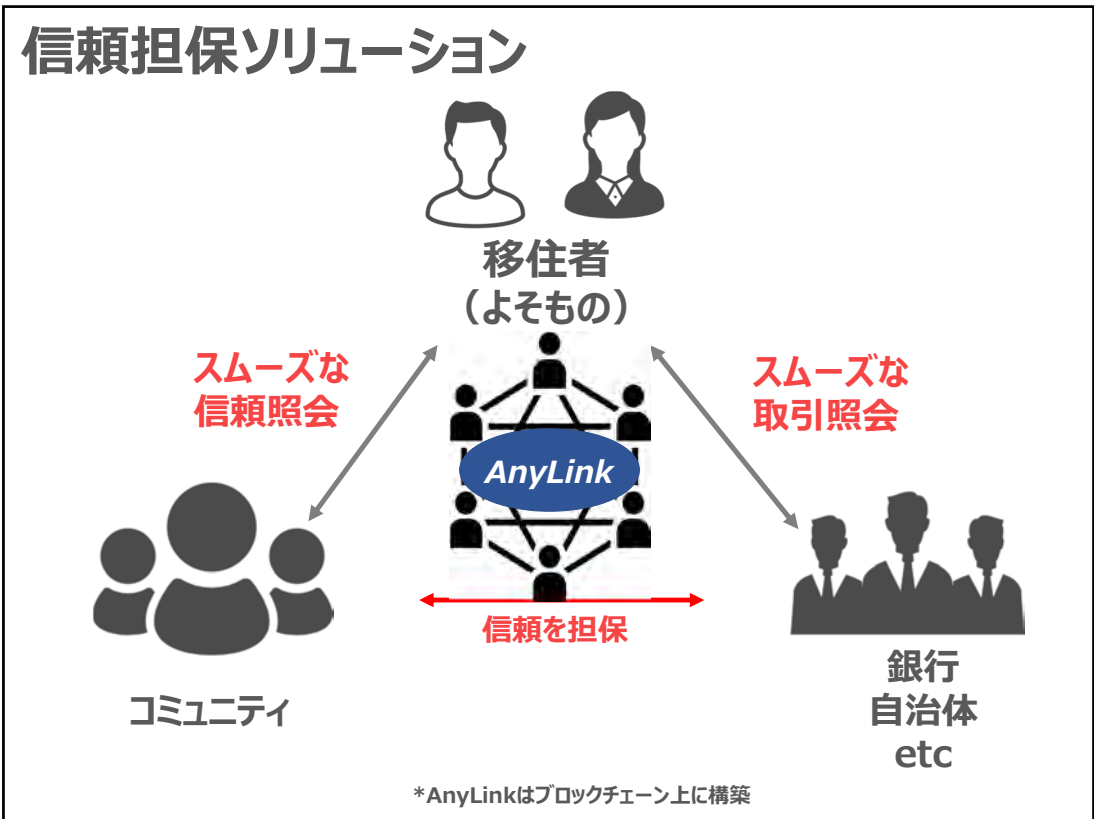 信頼担保ソリューション
移住者
（よそもの）
スムーズな
信頼照会
スムーズな
取引照会
AnyLink
信頼を担保
コミュニティ
銀行
自治体
etc
*AnyLinkはブロックチェーン上に構築